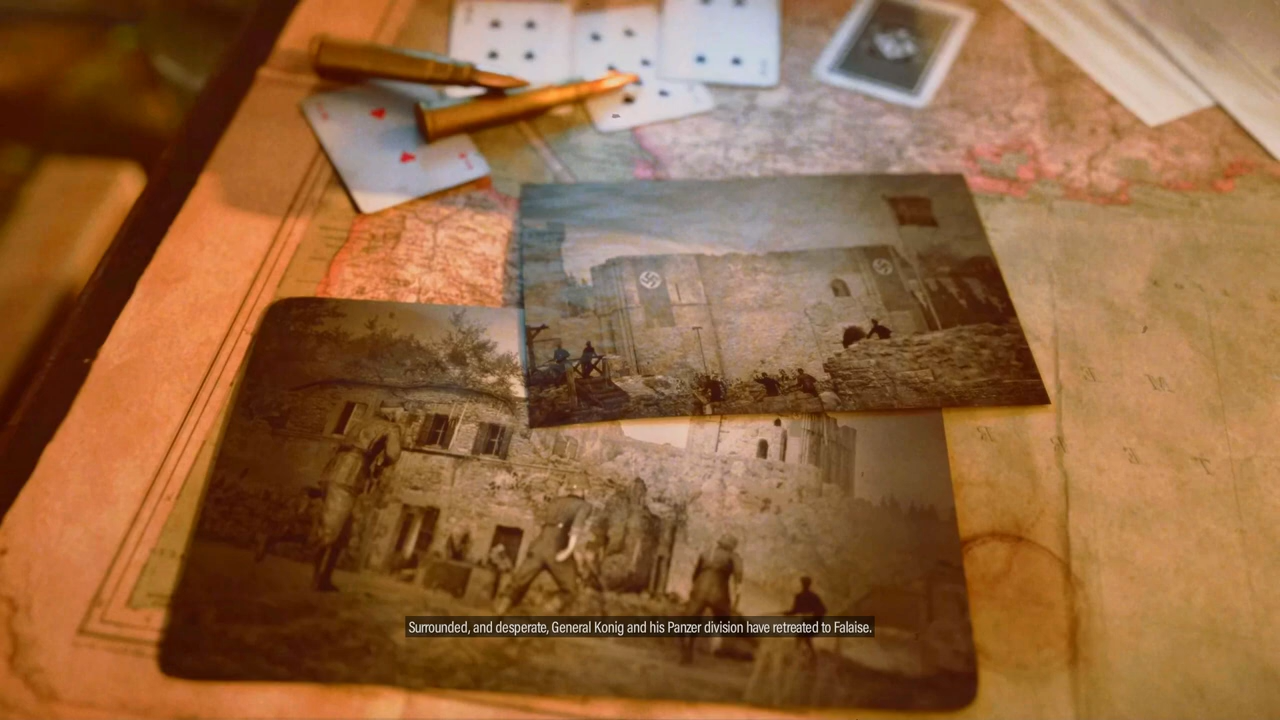 Surrounded, and desperate, General Konig and his Panzer division have retreated to Falaise.